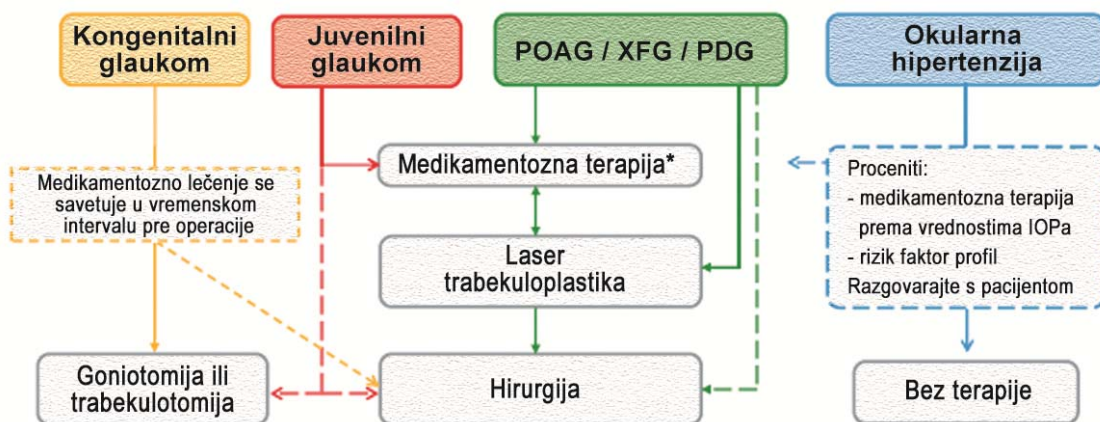 Kongenitalni
glaukom
Juvenilni
glaukom
POAG / XFG / PDG
Okularna
hipertenzija
Medikamentozno lečenje se
savetuje u vremenskom
intervalu pre operacije
Medikamentozna terapija*
Proceniti:
- medikamentozna terapija
prema vrednostima IOPa
- rizik faktor profil
Razgovarajte s pacijentom
Laser
trabekuloplastika
Goniotomija ili
trabekulotomija
Hirurgija
Bez terapije